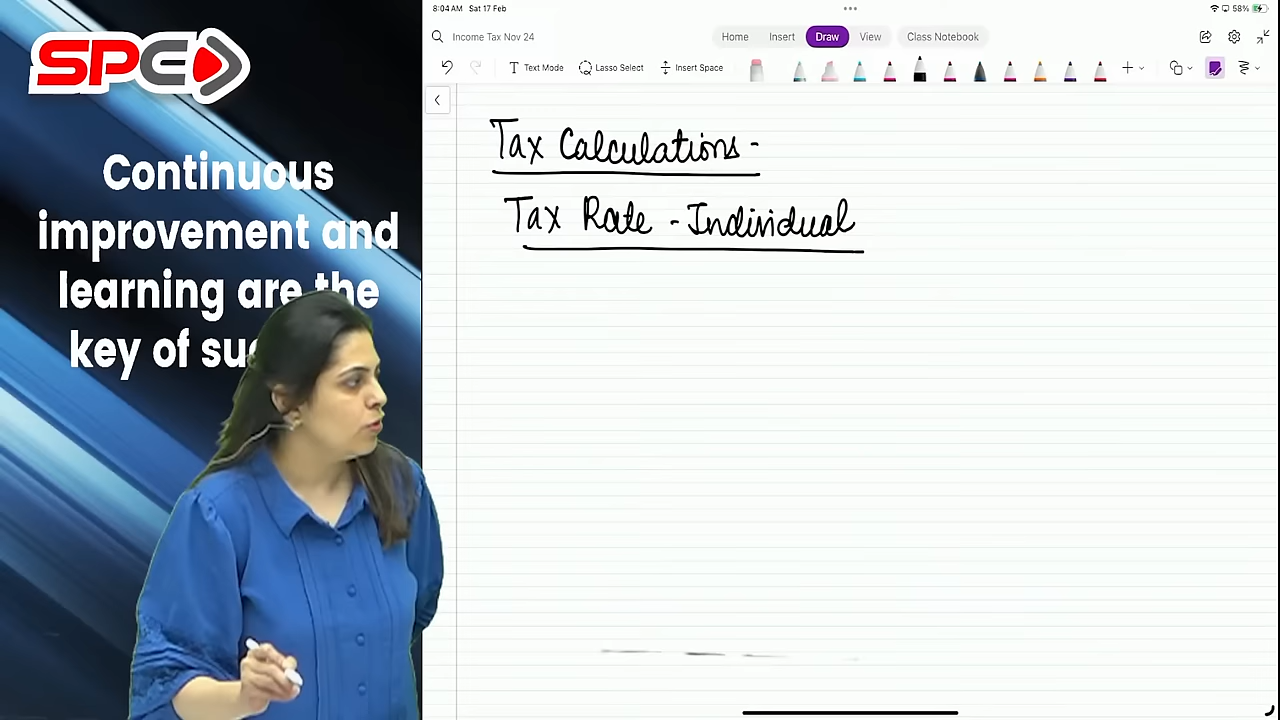 SPC
Continuous
improvement and
learning are the
key of
8:04 AM Sat 17 Feb
58%
Income Tax Nov 24
Home Insert Draw View Class Notebook
Text Mode Lasso Select Insert Space
Tax Calculations -
Tax Rate - Individual